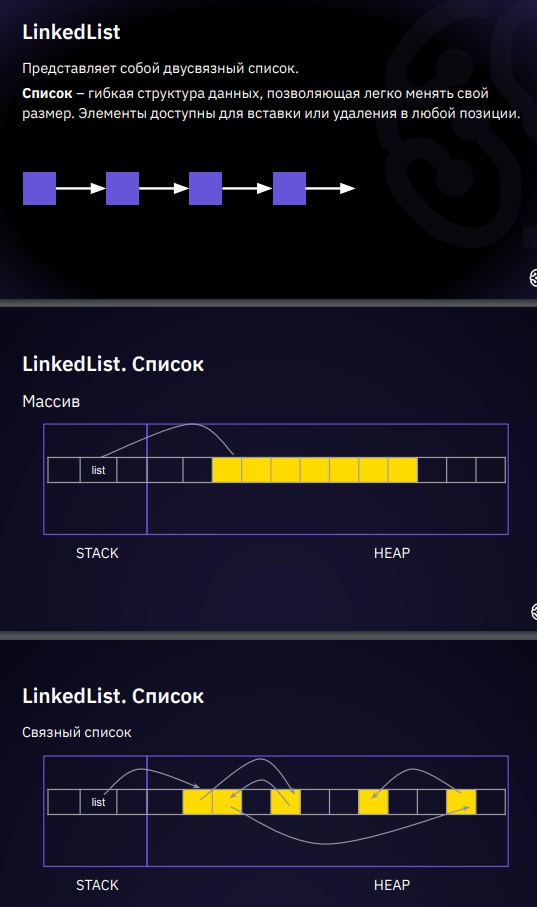 LinkedList
Представляет собой двусвязный список.
Список – гибкая структура данных, позволяющая легко менять свой
размер. Элементы доступны для вставки или удаления в любой позиции.
LinkedList. Список
Массив
list
STACK
HEAP
LinkedList. Список
Связный список
list
STACK
HEAP